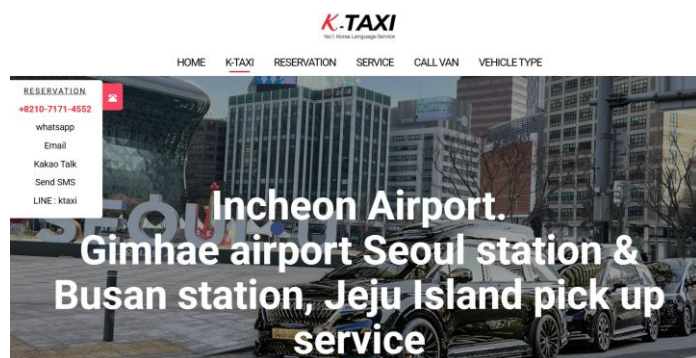 K-TAXI
No.1 Korea Language Service
HOME K-TAXI RESERVATION SERVICE CALL VAN VEHICLE TYPE
RESERVATION
+8210-7171-4552
whatsapp
Email
Kakao Talk
Send SMS
LINE : ktaxi
SEOUL
Incheon Airport.
Gimhae airport Seoul station &
Busan station, Jeju Island pick up
service